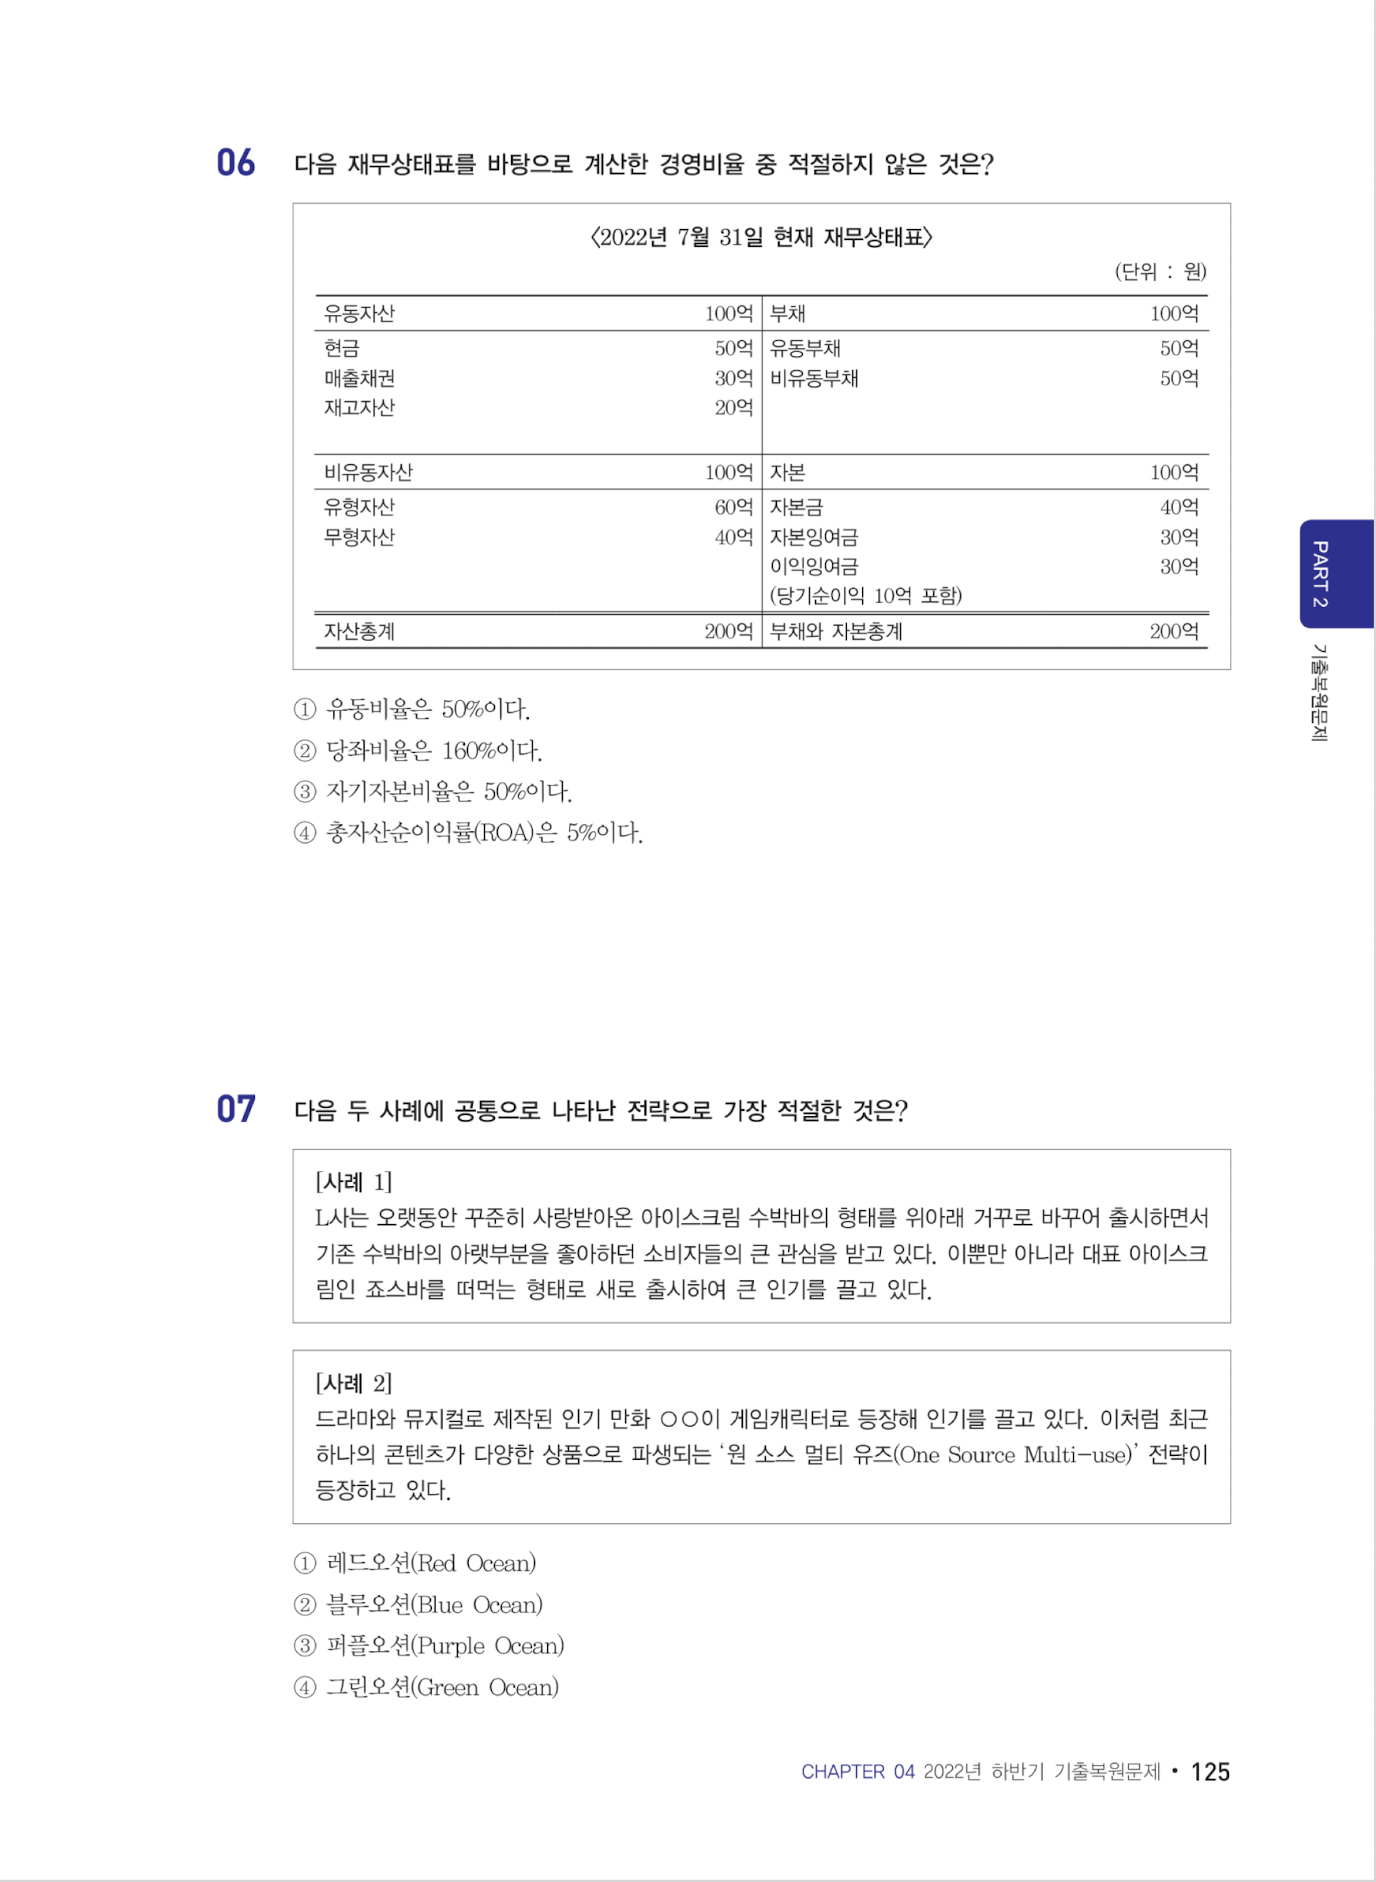 06 다음 재무상태표를 바탕으로 계산한 경영비율 중 적절하지 않은 것은?
〈2022년 7월 31일 현재 재무상태표〉
(단위 : 원)
유동자산 100억 부채 100억
현금 50억 유동부채 50억
매출채권 30억 비유동부채 50억
재고자산 20억
비유동자산 100억 자본 100억
유형자산 60억 자본금 40억
무형자산 40억 자본잉여금 30억
이익잉여금 30억
(당기순이익 10억 포함)
자산총계 200억 부채와 자본총계 200억
① 유동비율은 50%이다.
② 당좌비율은 160%이다.
③ 자기자본비율은 50%이다.
④ 총자산순이익률(ROA)은 5%이다.
PART 2
기출복원문제
07 다음 두 사례에 공통으로 나타난 전략으로 가장 적절한 것은?
[사례 1]
L사는 오랫동안 꾸준히 사랑받아온 아이스크림 수박바의 형태를 위아래 거꾸로 바꾸어 출시하면서
기존 수박바의 아랫부분을 좋아하던 소비자들의 큰 관심을 받고 있다. 이뿐만 아니라 대표 아이스크
림인 죠스바를 떠먹는 형태로 새로 출시하여 큰 인기를 끌고 있다.
[사례 2]
드라마와 뮤지컬로 제작된 인기 만화 ○○이 게임캐릭터로 등장해 인기를 끌고 있다. 이처럼 최근
하나의 콘텐츠가 다양한 상품으로 파생되는 ‘원 소스 멀티 유즈(One Source Multi-use)’ 전략이
등장하고 있다.
① 레드오션(Red Ocean)
② 블루오션(Blue Ocean)
③ 퍼플오션(Purple Ocean)
④ 그린오션(Green Ocean)
CHAPTER 04 2022년 하반기 기출복원문제 • 125